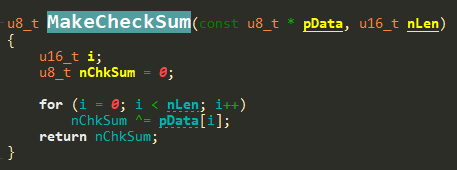 u8_t MakeCheckSum(const u8_t * pData, u16_t nLen)
{
    u16_t i;
    u8_t nChkSum = 0;

    for (i = 0; i < nLen; i++)
        nChkSum ^= pData[i];
    return nChkSum;
}